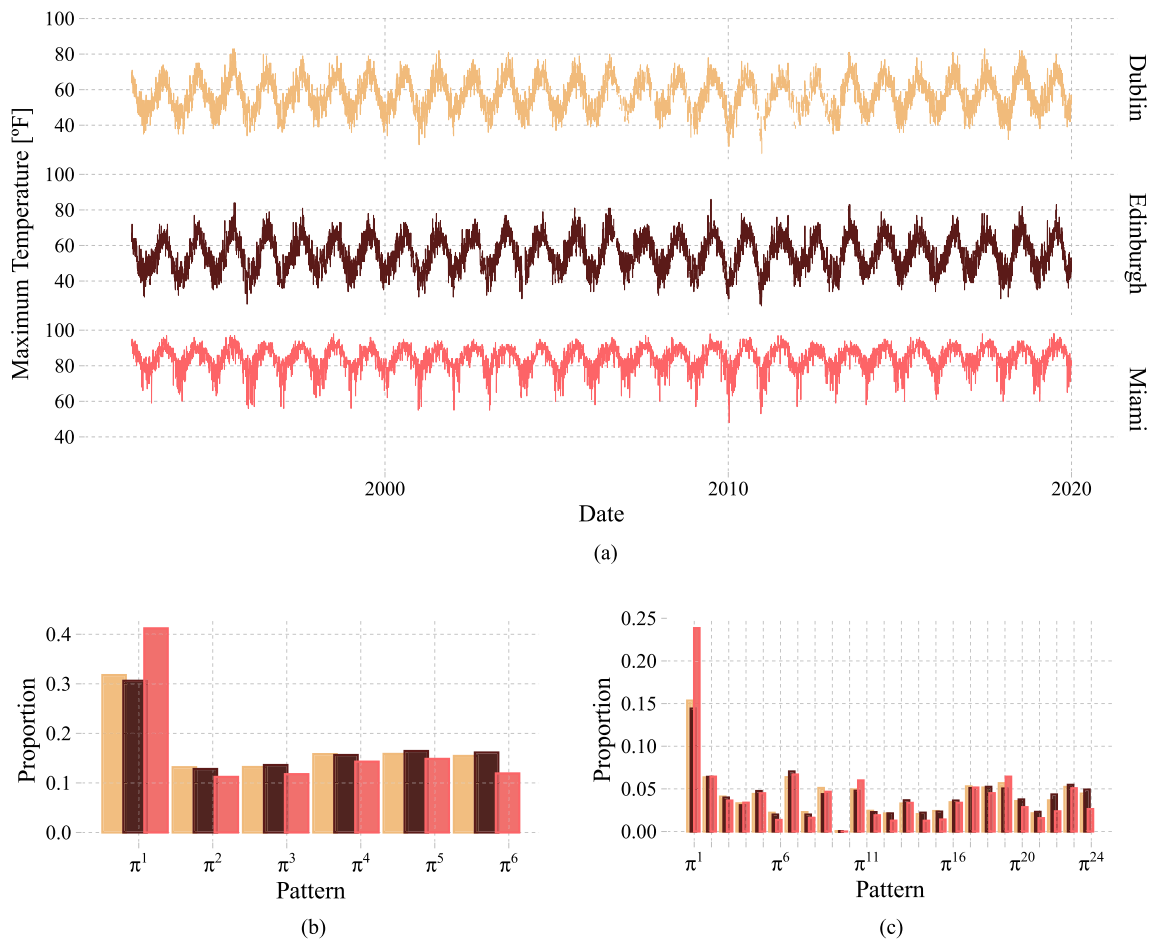 100
80
60
40
Dublin
100
80
60
40
Edinburgh
100
80
60
40
Miami
Maximum Temperature [ºF]
2000 2010 2020
Date
(a)
0.4
0.3
0.2
0.1
0.0
Proportion
π¹ π² π³ π⁴ π⁵ π⁶
Pattern
(b)
0.25
0.20
0.15
0.10
0.05
0.00
Proportion
π¹ π⁶ π¹¹ π¹⁶ π²⁰ π²⁴
Pattern
(c)